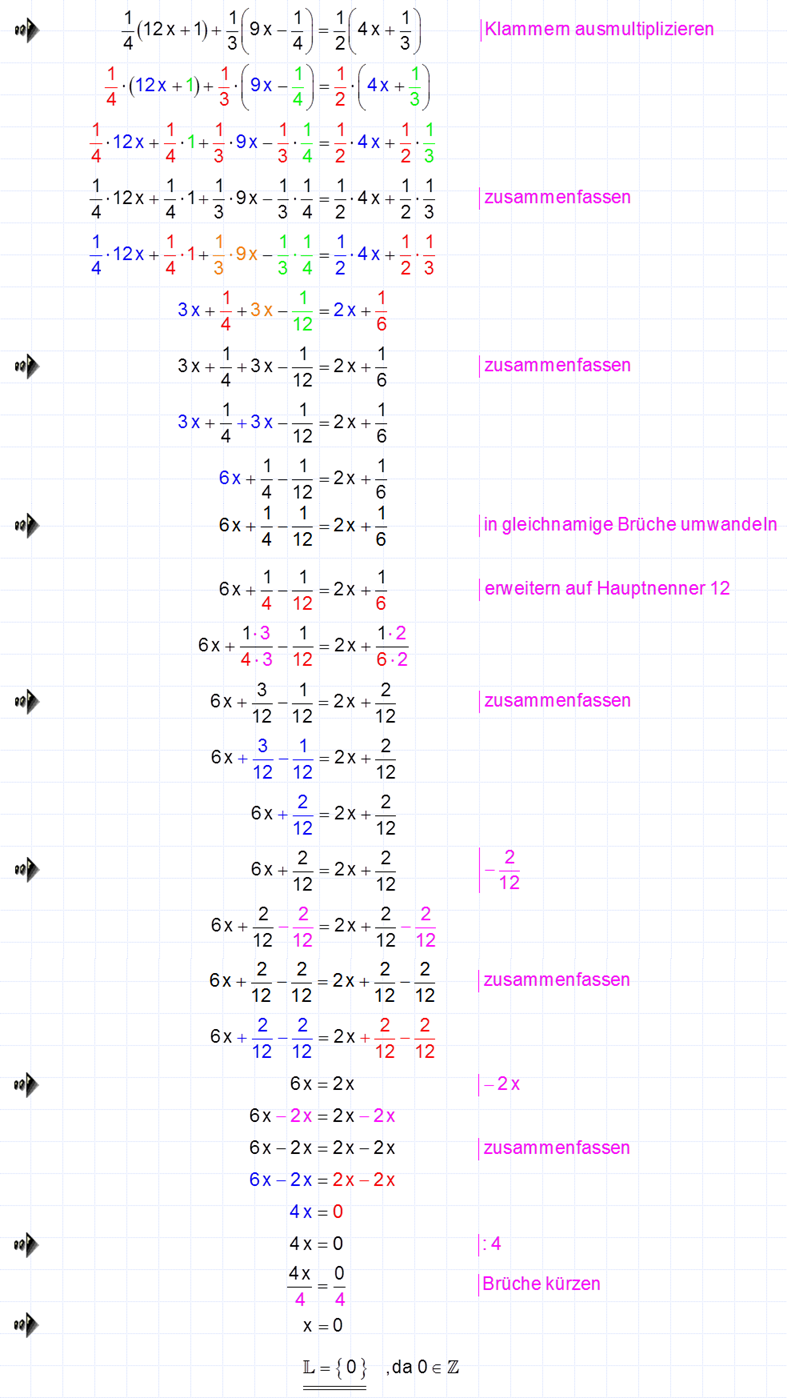 1/4(12x+1)+1/3(9x−1/4)=1/2(4x+1/3) |Klammern ausmultiplizieren
1/4·(12x+1)+1/3·(9x−1/4)=1/2·(4x+1/3)
1/4·12x+1/4·1+1/3·9x−1/3·1/4=1/2·4x+1/2·1/3
1/4·12x+1/4·1+1/3·9x−1/3·1/4=1/2·4x+1/2·1/3 |zusammenfassen
1/4·12x+1/4·1+1/3·9x−1/3·1/4=1/2·4x+1/2·1/3
3x+1/4+3x−1/12=2x+1/6
3x+1/4+3x−1/12=2x+1/6 |zusammenfassen
3x+1/4+3x−1/12=2x+1/6
6x+1/4−1/12=2x+1/6
6x+1/4−1/12=2x+1/6 |in gleichnamige Brüche umwandeln
6x+1/4−1/12=2x+1/6 |erweitern auf Hauptnenner 12
6x+(1·3)/(4·3)−1/12=2x+(1·2)/(6·2)
6x+3/12−1/12=2x+2/12 |zusammenfassen
6x+3/12−1/12=2x+2/12
6x+2/12=2x+2/12
6x+2/12=2x+2/12 |−2/12
6x+2/12−2/12=2x+2/12−2/12
6x+2/12−2/12=2x+2/12−2/12 |zusammenfassen
6x+2/12−2/12=2x+2/12−2/12
6x=2x |−2x
6x−2x=2x−2x
6x−2x=2x−2x |zusammenfassen
6x−2x=2x−2x
4x=0
4x=0 |:4
4x/4=0/4 |Brüche kürzen
x=0
𝕃={0} ,da 0∈ℤ